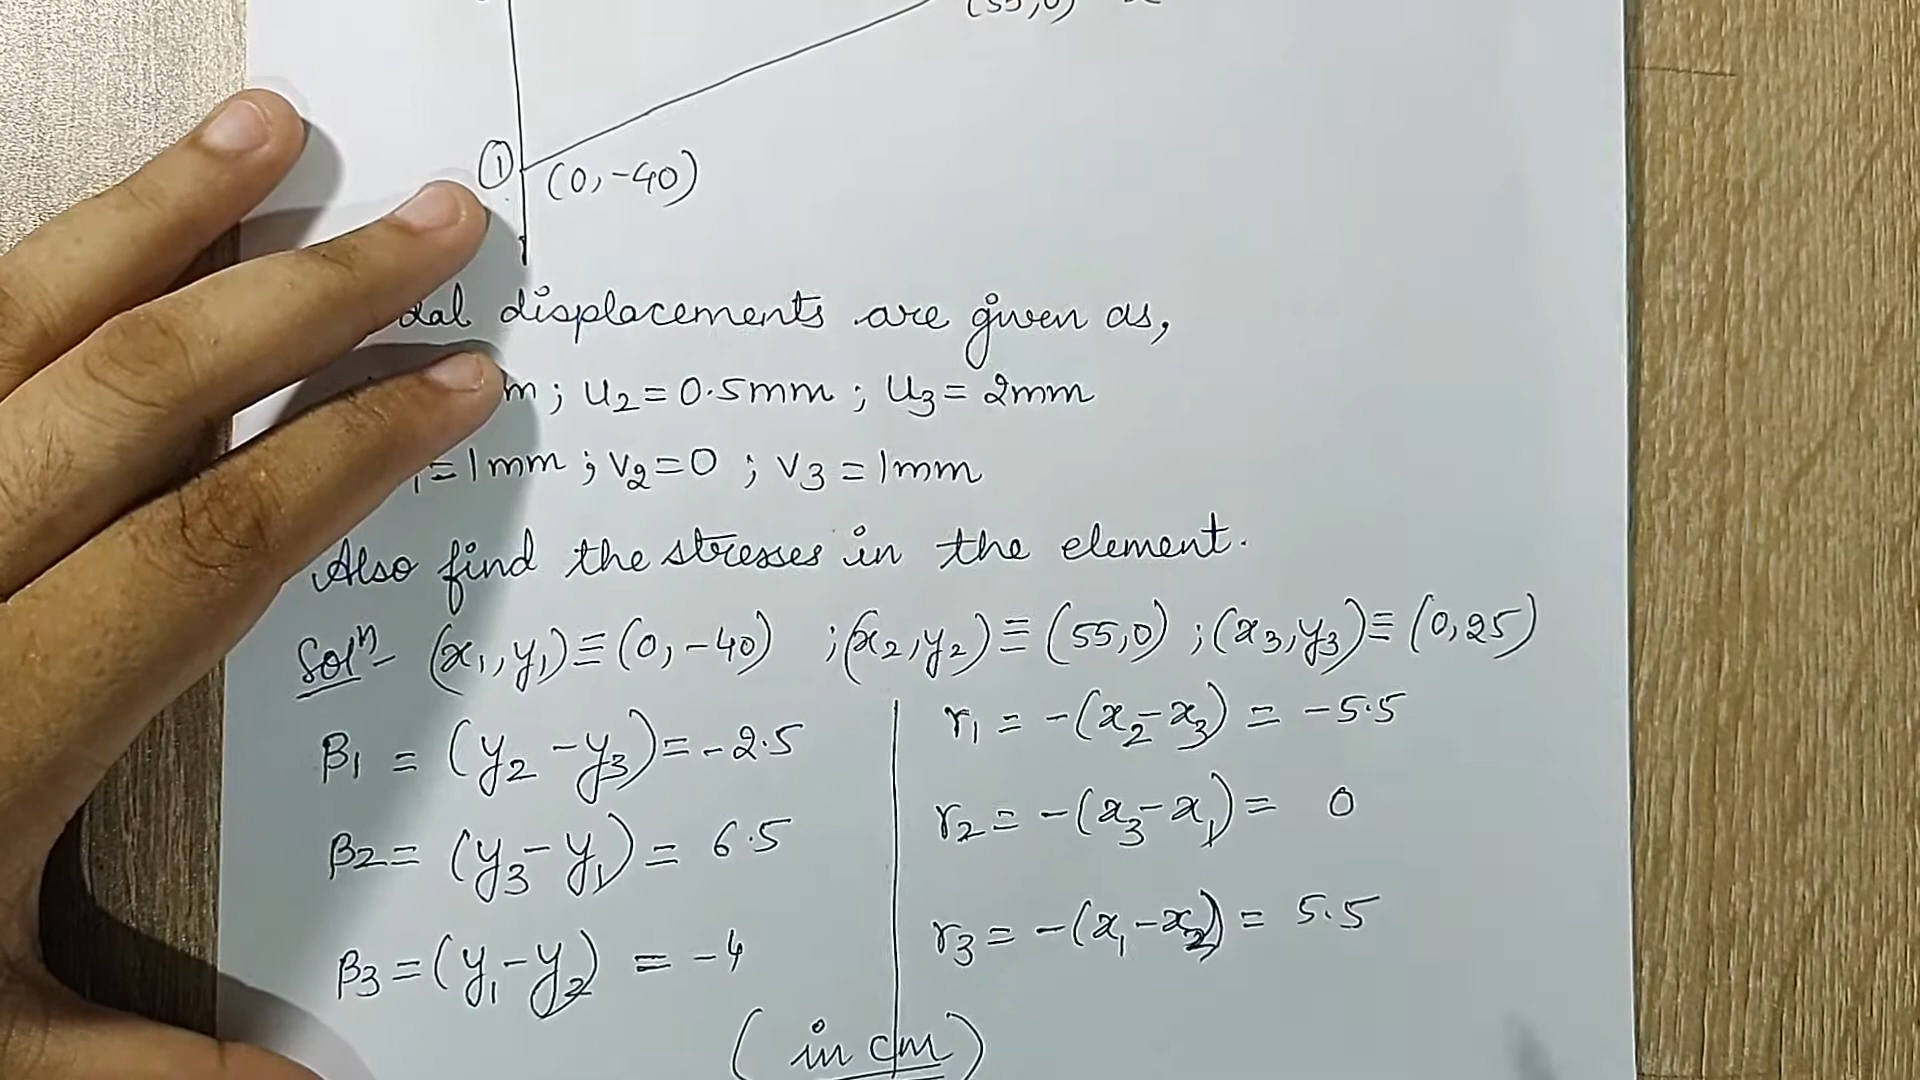 ① (0,-40)
displacements are given as,
m ; u₂ = 0.5mm ; u₃ = 2mm
= 1mm ; v₂ = 0 ; v₃ = 1mm
Also find the stresses in the element.
Solⁿ- (x₁, y₁) ≡ (0, -40) ; (x₂, y₂) ≡ (55, 0) ; (x₃, y₃) ≡ (0, 25)
β₁ = (y₂ - y₃) = -2.5
β₂ = (y₃ - y₁) = 6.5
β₃ = (y₁ - y₂) = -4
r₁ = -(x₂ - x₃) = -5.5
r₂ = -(x₃ - x₁) = 0
r₃ = -(x₁ - x₂) = 5.5
(in cm)